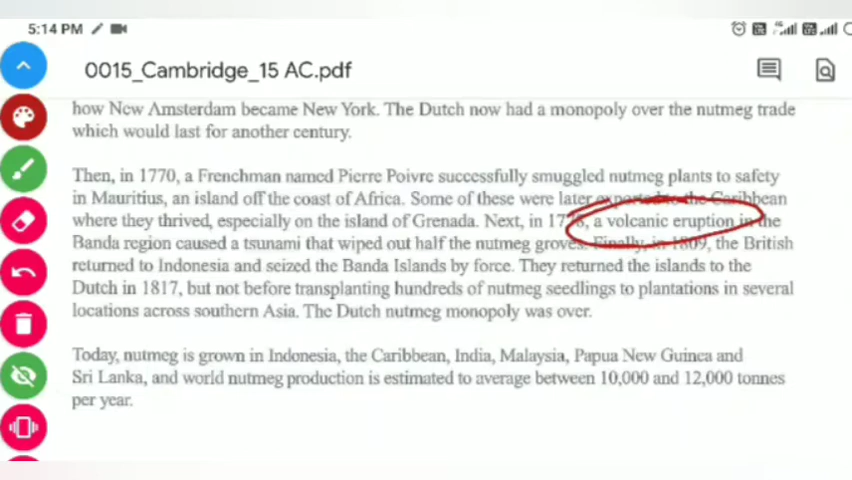 5:14 PM
0015_Cambridge_15 AC.pdf
how New Amsterdam became New York. The Dutch now had a monopoly over the nutmeg trade
which would last for another century.
Then, in 1770, a Frenchman named Pierre Poivre successfully smuggled nutmeg plants to safety
in Mauritius, an island off the coast of Africa. Some of these were later exported to the Caribbean
where they thrived, especially on the island of Grenada. Next, in 1778, a volcanic eruption in the
Banda region caused a tsunami that wiped out half the nutmeg groves. Finally, in 1809, the British
returned to Indonesia and seized the Banda Islands by force. They returned the islands to the
Dutch in 1817, but not before transplanting hundreds of nutmeg seedlings to plantations in several
locations across southern Asia. The Dutch nutmeg monopoly was over.
Today, nutmeg is grown in Indonesia, the Caribbean, India, Malaysia, Papua New Guinea and
Sri Lanka, and world nutmeg production is estimated to average between 10,000 and 12,000 tonnes
per year.